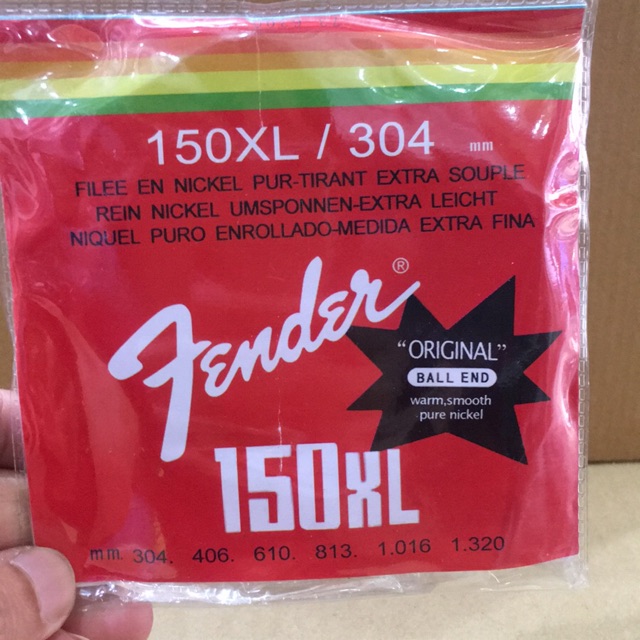 150XL / 304 mm
FILEE EN NICKEL PUR-TIRANT EXTRA SOUPLE
REIN NICKEL UMSPONNEN-EXTRA LEICHT
NIQUEL PURO ENROLLADO-MEDIDA EXTRA FINA
Fender®
"ORIGINAL"
BALL END
warm,smooth
pure nickel
150XL
mm. 304. 406. 610. 813. 1.016 1.320